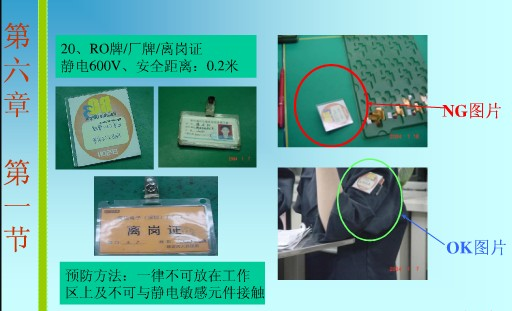 第六章 第一节
20、RO牌/厂牌/离岗证
静电600V、安全距离：0.2米
离岗证
预防方法：一律不可放在工作
区上及不可与静电敏感元件接触
NG图片
OK图片